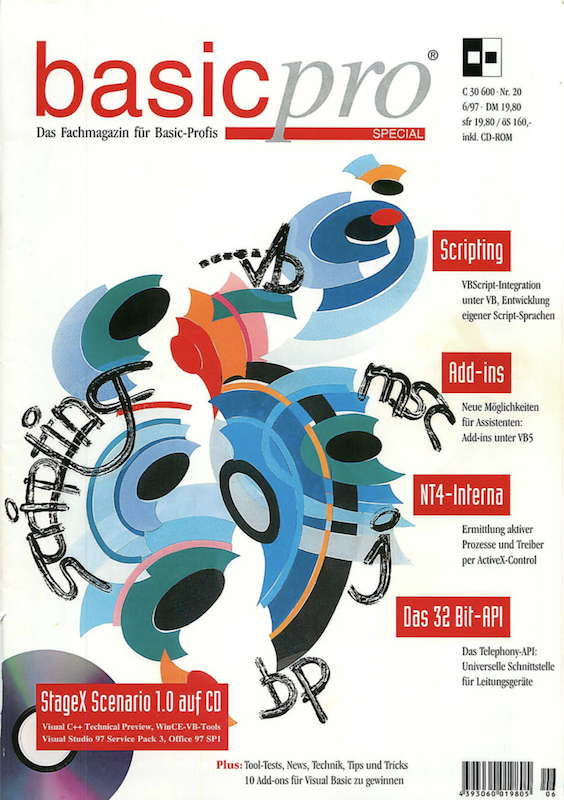 basicpro®
Das Fachmagazin für Basic-Profis
SPECIAL
C 30 600 · Nr. 20
6/97 · DM 19,80
sfr 19,80 / öS 160,-
inkl. CD-ROM
Scripting
VBScript-Integration
unter VB, Entwicklung
eigener Script-Sprachen
Add-ins
Neue Möglichkeiten
für Assistenten:
Add-ins unter VB5
NT4-Interna
Ermittlung aktiver
Prozesse und Treiber
per ActiveX-Control
Das 32 Bit-API
Das Telephony-API:
Universelle Schnittstelle
für Leitungsgeräte
vb
scripting
msc
j
bp
StageX Scenario 1.0 auf CD
Visual C++ Technical Preview, WinCE-VB-Tools
Visual Studio 97 Service Pack 3, Office 97 SP1
Plus: Tool-Tests, News, Technik, Tips und Tricks
10 Add-ons für Visual Basic zu gewinnen
4 393060 019805 06